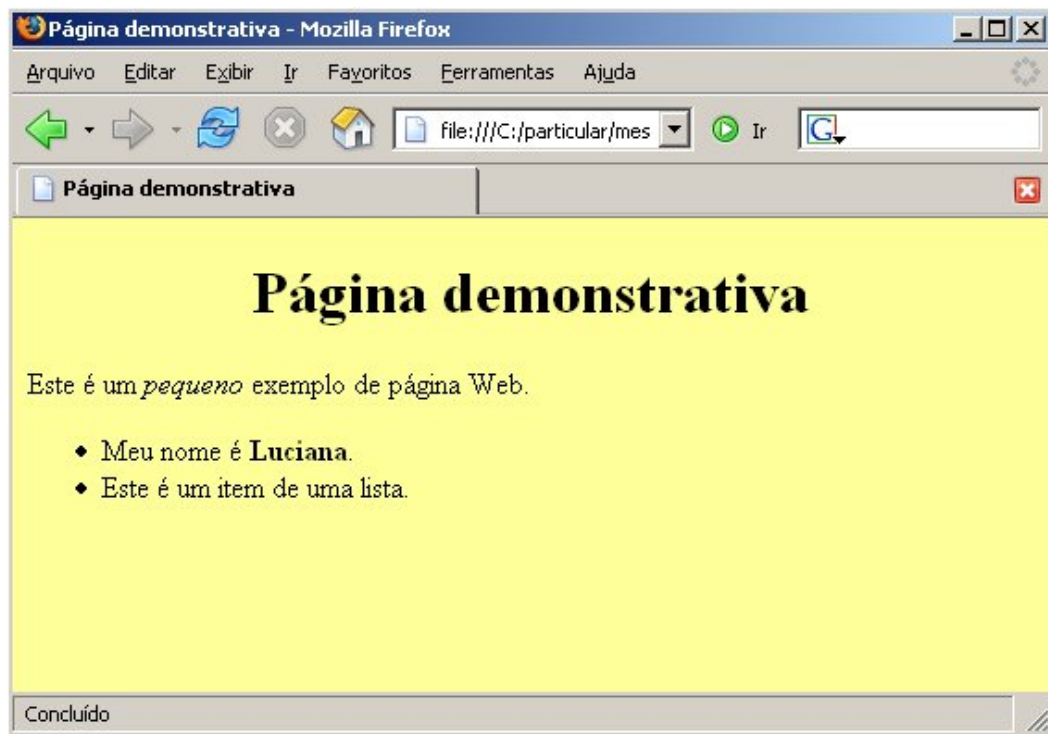 Página demonstrativa - Mozilla Firefox
Arquivo Editar Exibir Ir Favoritos Ferramentas Ajuda
file:///C:/particular/mes Ir G
Página demonstrativa
Página demonstrativa
Este é um pequeno exemplo de página Web.
• Meu nome é Luciana.
• Este é um item de uma lista.
Concluído